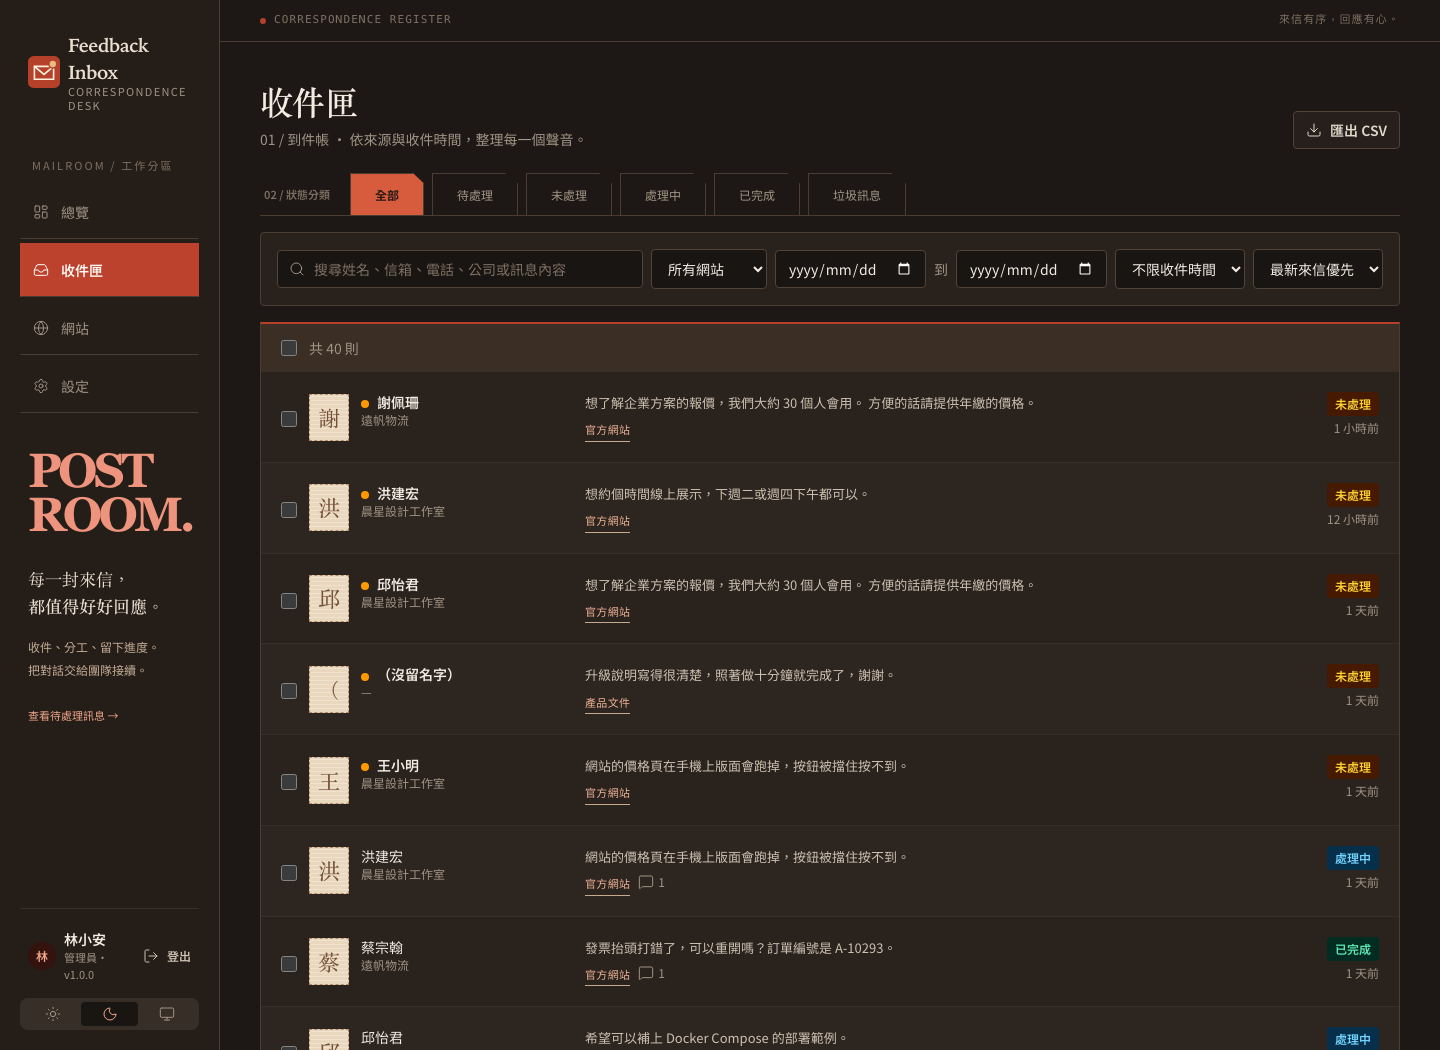 Feedback
Inbox
CORRESPONDENCE
DESK
MAILROOM / 工作分區
總覽
收件匣
網站
設定
POST
ROOM.
每一封來信，
都值得好好回應。
收件、分工、留下進度。
把對話交給團隊接續。
查看待處理訊息 →
林
林小安
管理員・
v1.0.0
登出
CORRESPONDENCE REGISTER
來信有序，回應有心。
收件匣
01 / 到件帳 ・ 依來源與收件時間，整理每一個聲音。
匯出 CSV
02 / 狀態分類
全部
待處理
未處理
處理中
已完成
垃圾訊息
搜尋姓名、信箱、電話、公司或訊息內容
所有網站
yyyy/mm/dd
到
yyyy/mm/dd
不限收件時間
最新來信優先
共 40 則
謝
謝佩珊
遠帆物流
想了解企業方案的報價，我們大約 30 個人會用。 方便的話請提供年繳的價格。
官方網站
未處理
1 小時前
洪
洪建宏
晨星設計工作室
想約個時間線上展示，下週二或週四下午都可以。
官方網站
未處理
12 小時前
邱
邱怡君
晨星設計工作室
想了解企業方案的報價，我們大約 30 個人會用。 方便的話請提供年繳的價格。
官方網站
未處理
1 天前
（
（沒留名字）
—
升級說明寫得很清楚，照著做十分鐘就完成了，謝謝。
產品文件
未處理
1 天前
王
王小明
晨星設計工作室
網站的價格頁在手機上版面會跑掉，按鈕被擋住按不到。
官方網站
未處理
1 天前
洪
洪建宏
晨星設計工作室
網站的價格頁在手機上版面會跑掉，按鈕被擋住按不到。
官方網站 1
處理中
1 天前
蔡
蔡宗翰
遠帆物流
發票抬頭打錯了，可以重開嗎？訂單編號是 A-10293。
官方網站 1
已完成
1 天前
邱
邱怡君
希望可以補上 Docker Compose 的部署範例。
處理中